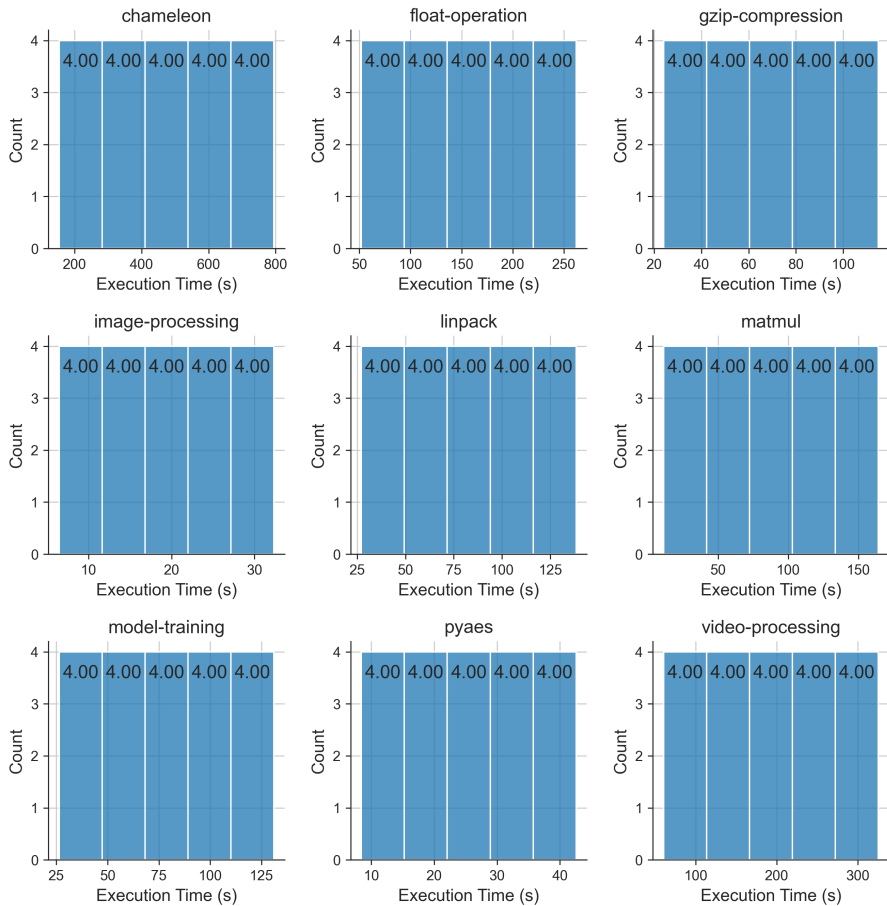 chameleon
float-operation
gzip-compression
4
3
2
1
0
Count
4.00 4.00 4.00 4.00 4.00
200 400 600 800
Execution Time (s)
4
3
2
1
0
Count
4.00 4.00 4.00 4.00 4.00
50 100 150 200 250
Execution Time (s)
4
3
2
1
0
Count
4.00 4.00 4.00 4.00 4.00
20 40 60 80 100
Execution Time (s)
image-processing
linpack
matmul
4
3
2
1
0
Count
4.00 4.00 4.00 4.00 4.00
10 20 30
Execution Time (s)
4
3
2
1
0
Count
4.00 4.00 4.00 4.00 4.00
25 50 75 100 125
Execution Time (s)
4
3
2
1
0
Count
4.00 4.00 4.00 4.00 4.00
50 100 150
Execution Time (s)
model-training
pyaes
video-processing
4
3
2
1
0
Count
4.00 4.00 4.00 4.00 4.00
25 50 75 100 125
Execution Time (s)
4
3
2
1
0
Count
4.00 4.00 4.00 4.00 4.00
10 20 30 40
Execution Time (s)
4
3
2
1
0
Count
4.00 4.00 4.00 4.00 4.00
100 200 300
Execution Time (s)